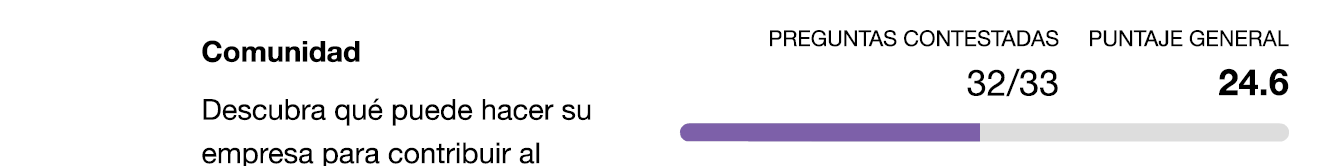 Comunidad
Descubra qué puede hacer su
empresa para contribuir al
PREGUNTAS CONTESTADAS
32/33
PUNTAJE GENERAL
24.6